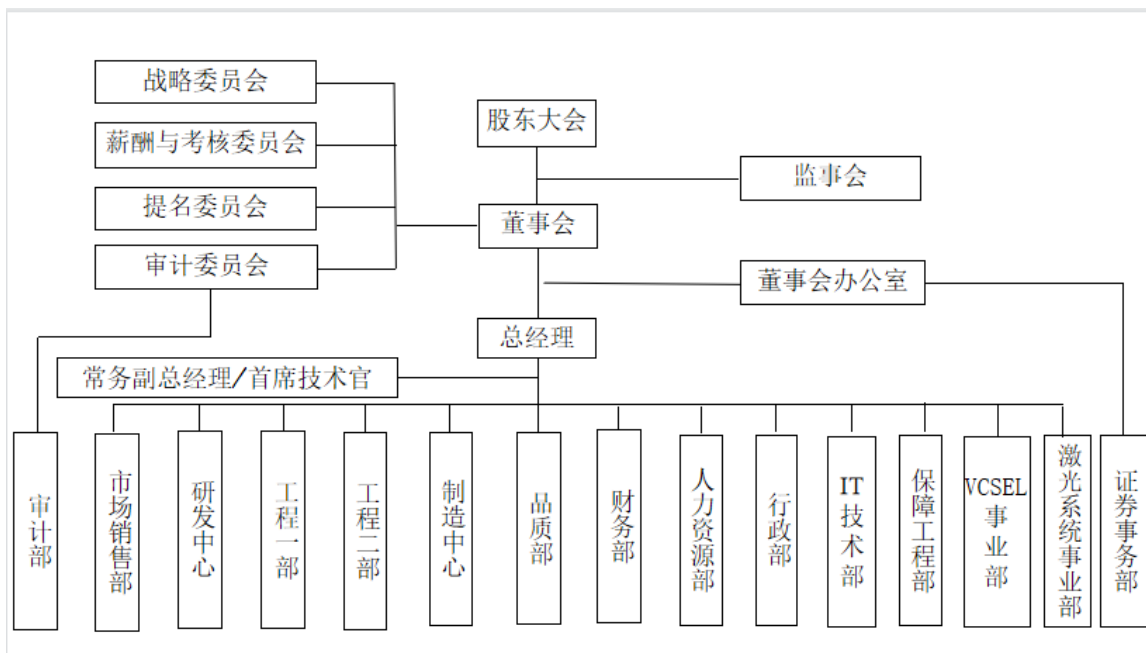 战略委员会
股东大会
薪酬与考核委员会
监事会
提名委员会
董事会
审计委员会
董事会办公室
总经理
常务副总经理/首席技术官
审计部
市场销售部
研发中心
工程一部
工程二部
制造中心
品质部
财务部
人力资源部
行政部
IT技术部
保障工程部
VCSEL事业部
激光系统事业部
证券事务部